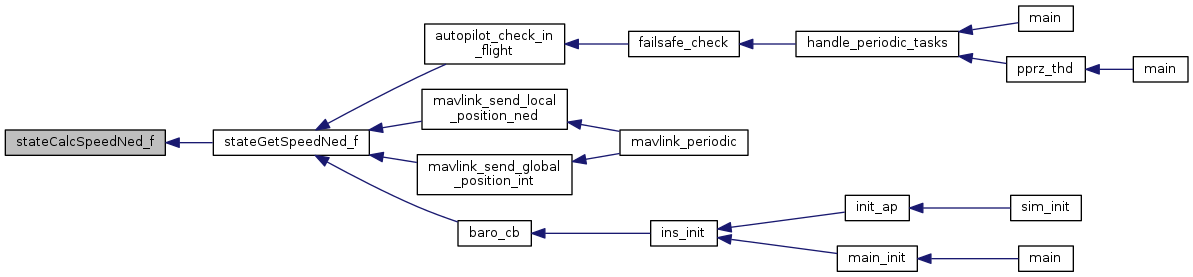 main
autopilot_check_in
_flight
failsafe_check
handle_periodic_tasks
pprz_thd
main
mavlink_send_local
_position_ned
stateCalcSpeedNed_f
stateGetSpeedNed_f
mavlink_periodic
mavlink_send_global
_position_int
init_ap
sim_init
baro_cb
ins_init
main_init
main